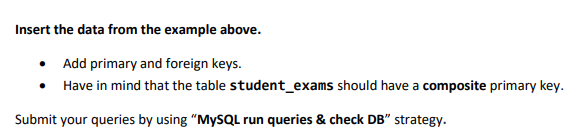 Insert the data from the example above.
• Add primary and foreign keys.
• Have in mind that the table student_exams should have a composite primary key.
Submit your queries by using “MySQL run queries & check DB” strategy.